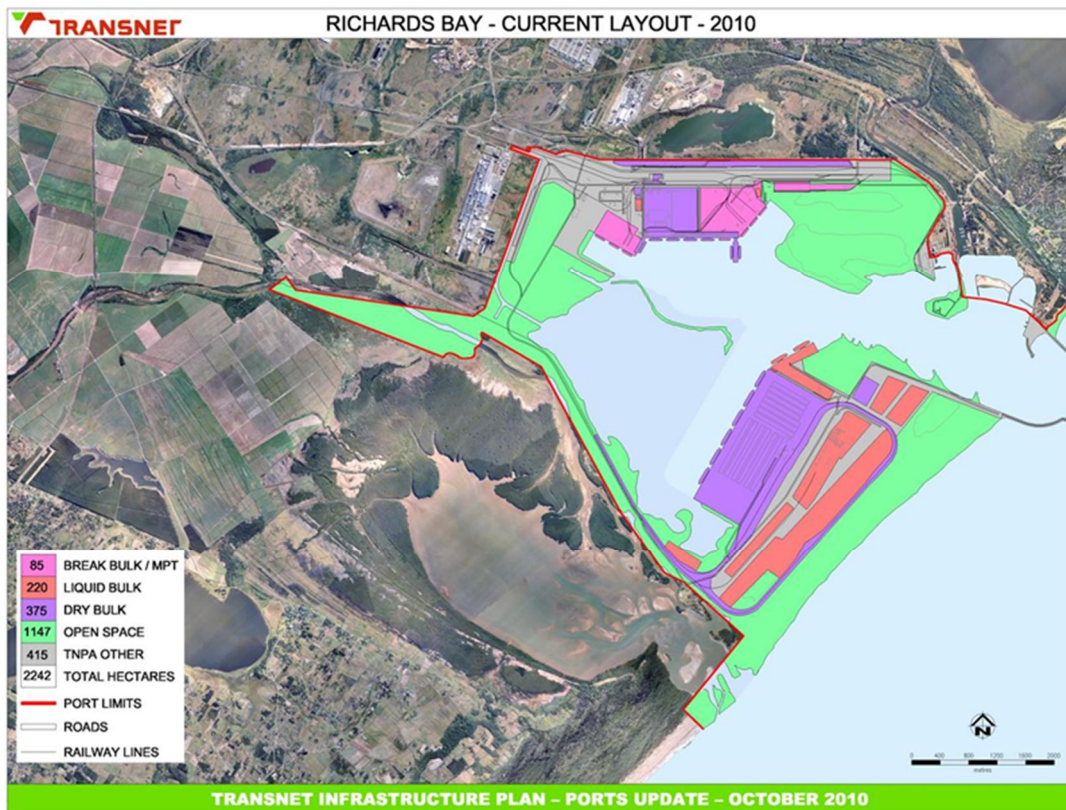 TRANSNET
RICHARDS BAY - CURRENT LAYOUT - 2010
85 BREAK BULK / MPT
220 LIQUID BULK
375 DRY BULK
1147 OPEN SPACE
415 TNPA OTHER
2242 TOTAL HECTARES
PORT LIMITS
ROADS
RAILWAY LINES
N
0 400 800 1200 1600 2000
metres
TRANSNET INFRASTRUCTURE PLAN – PORTS UPDATE – OCTOBER 2010